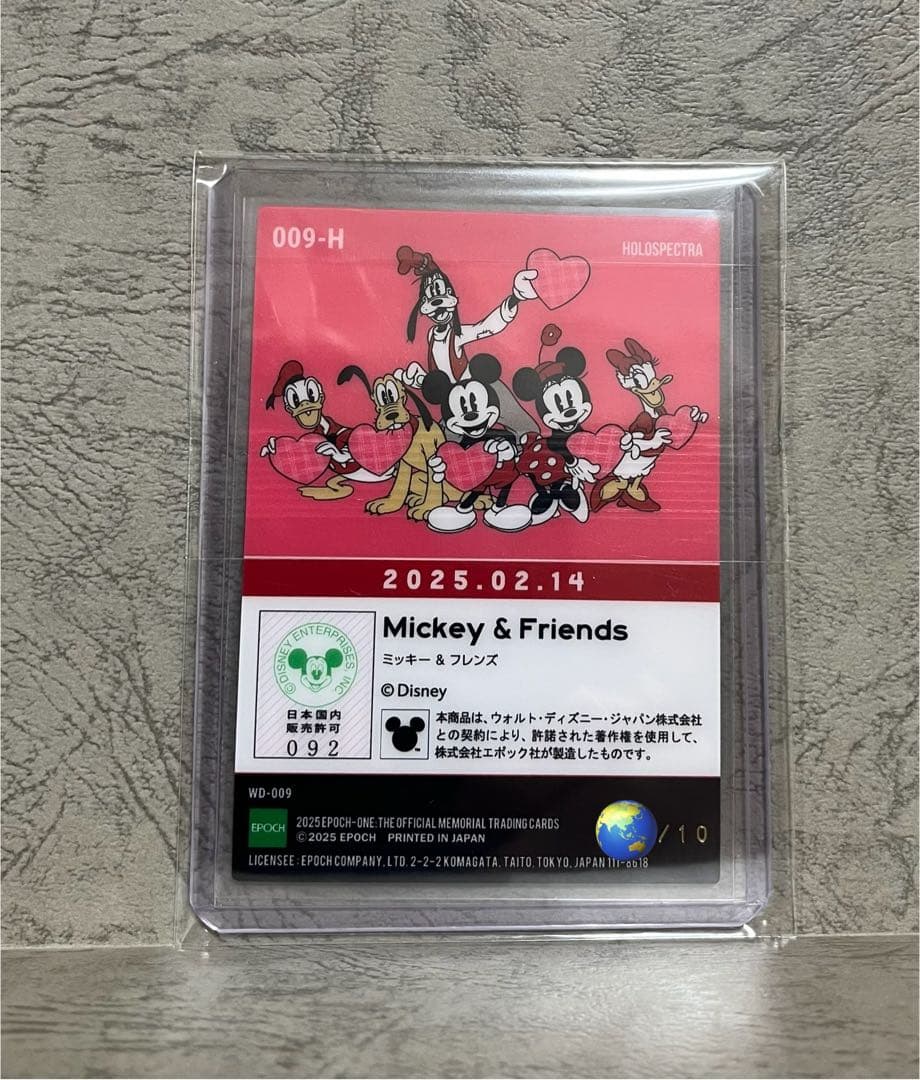 009-H
HOLOSPECTRA
2025.02.14
©DISNEY ENTERPRISES INC.
日本国内
販売許可
092
Mickey & Friends
ミッキー & フレンズ
© Disney
本商品は、ウォルト・ディズニー・ジャパン株式会社
との契約により、許諾された著作権を使用して、
株式会社エポック社が製造したものです。
WD-009
EPOCH
2025 EPOCH-ONE: THE OFFICIAL MEMORIAL TRADING CARDS
© 2025 EPOCH PRINTED IN JAPAN
/10
LICENSEE : EPOCH COMPANY, LTD. 2-2-2 KOMAGATA, TAITO, TOKYO, JAPAN 111-8618